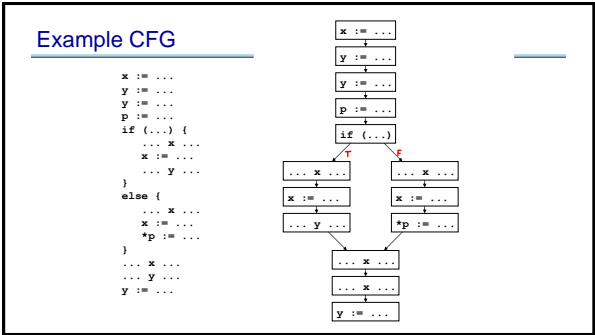 Example CFG
x := ...
y := ...
y := ...
p := ...
if (...) {
... x ...
x := ...
... y ...
}
else {
... x ...
x := ...
*p := ...
}
... x ...
... y ...
y := ...
x := ...
y := ...
y := ...
p := ...
if (...)
T F
... x ... ... x ...
x := ... x := ...
... y ... *p := ...
... x ...
... x ...
y := ...